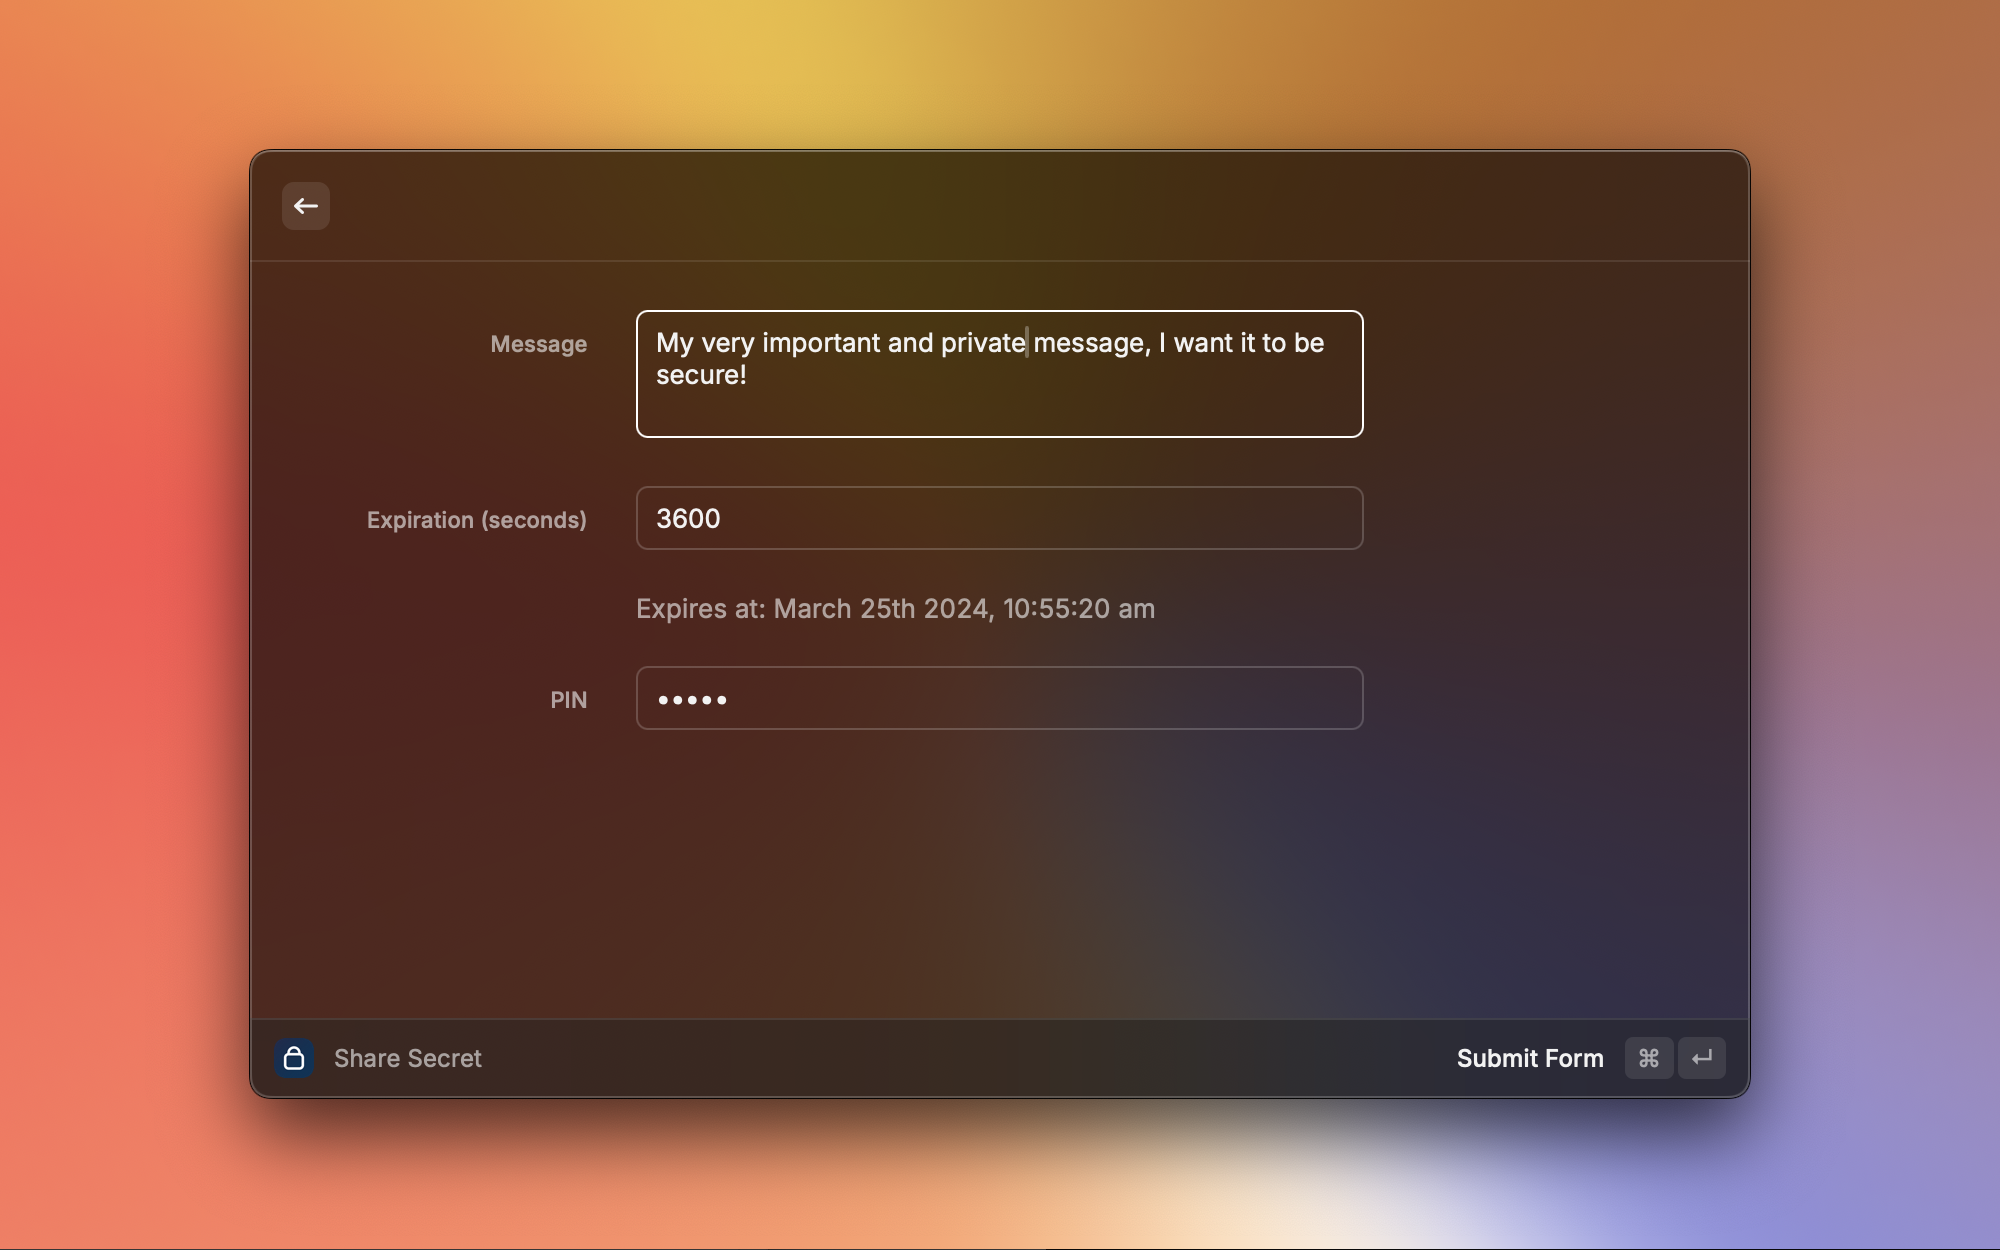 Message
My very important and private message, I want it to be
secure!
Expiration (seconds)
3600
Expires at: March 25th 2024, 10:55:20 am
PIN
•••••
Share Secret
Submit Form ⌘ ↵